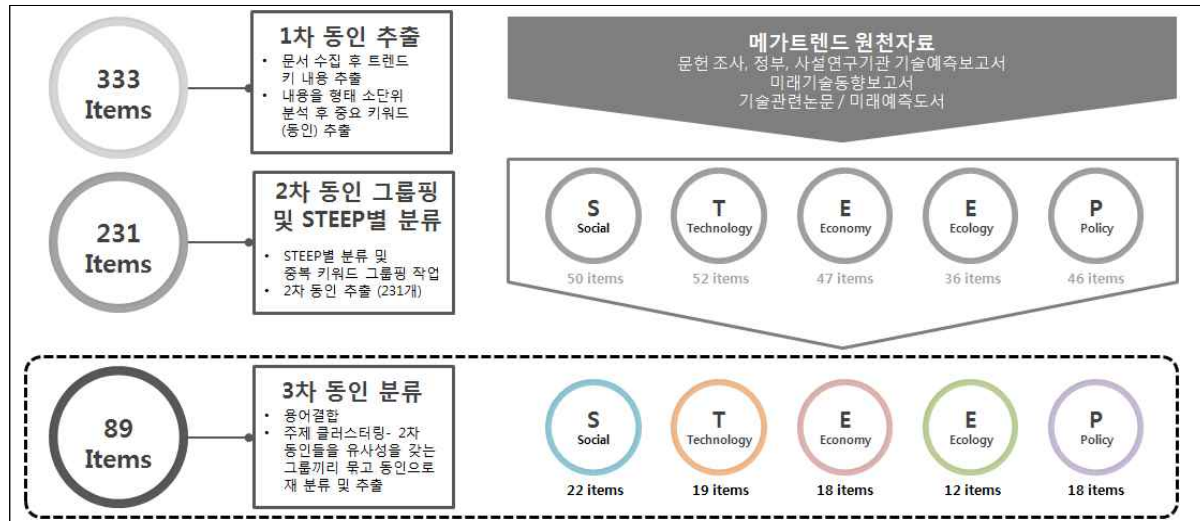 333
Items
1차 동인 추출
• 문서 수집 후 트렌드
키 내용 추출
• 내용을 형태 소단위
분석 후 중요 키워드
(동인) 추출
메가트렌드 원천자료
문헌 조사, 정부, 사설연구기관 기술예측보고서
미래기술동향보고서
기술관련논문 / 미래예측도서
231
Items
2차 동인 그룹핑
및 STEEP별 분류
• STEEP별 분류 및
중복 키워드 그룹핑 작업
• 2차 동인 추출 (231개)
S
Social
50 items
T
Technology
52 items
E
Economy
47 items
E
Ecology
36 items
P
Policy
46 items
89
Items
3차 동인 분류
• 용어결합
• 주제 클러스터링- 2차
동인들을 유사성을 갖는
그룹끼리 묶고 동인으로
재 분류 및 추출
S
Social
22 items
T
Technology
19 items
E
Economy
18 items
E
Ecology
12 items
P
Policy
18 items